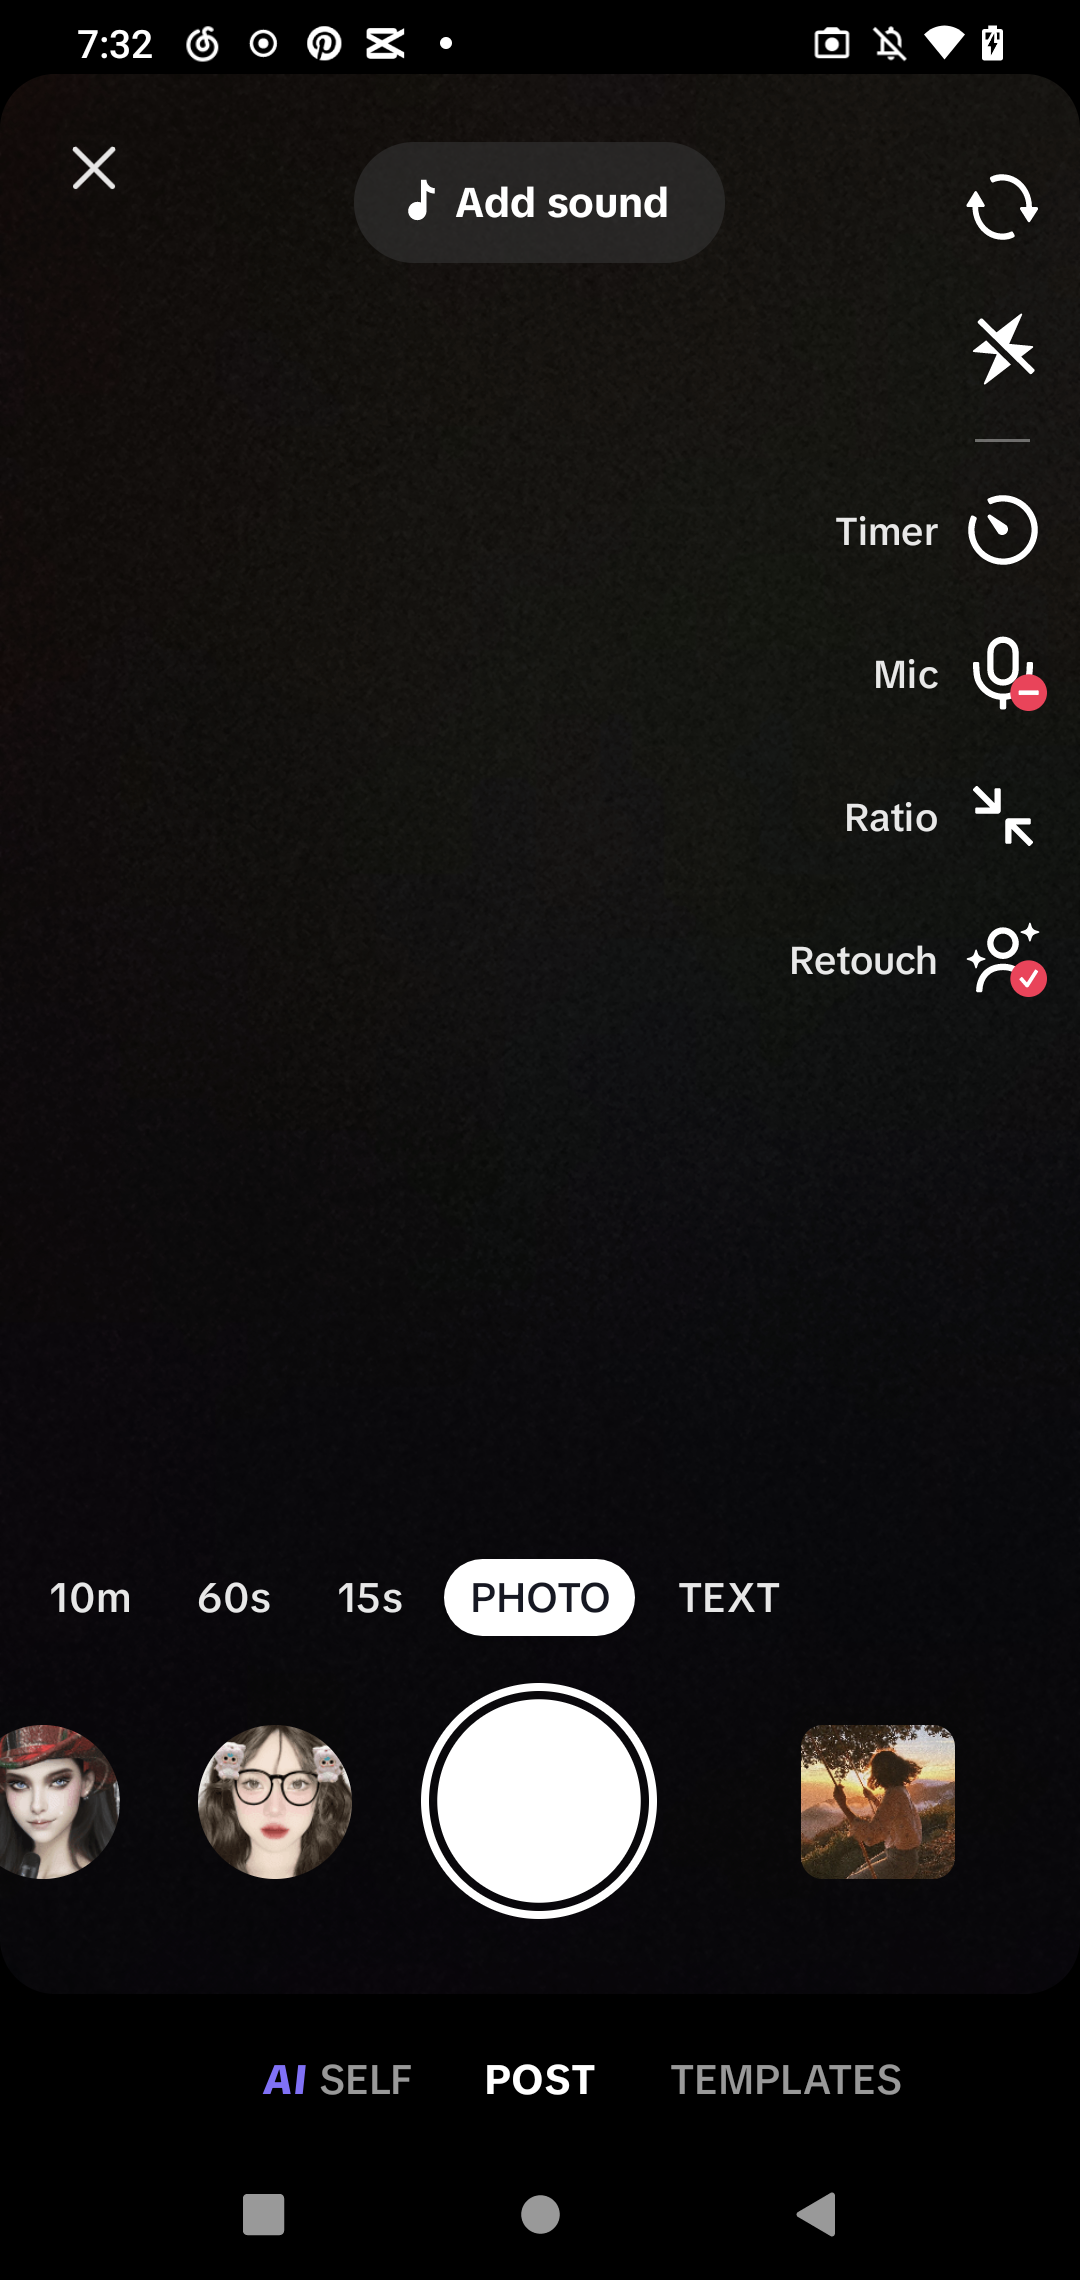 7:32
Add sound
Timer
Mic
Ratio
Retouch
10m 60s 15s PHOTO TEXT
AI SELF POST TEMPLATES